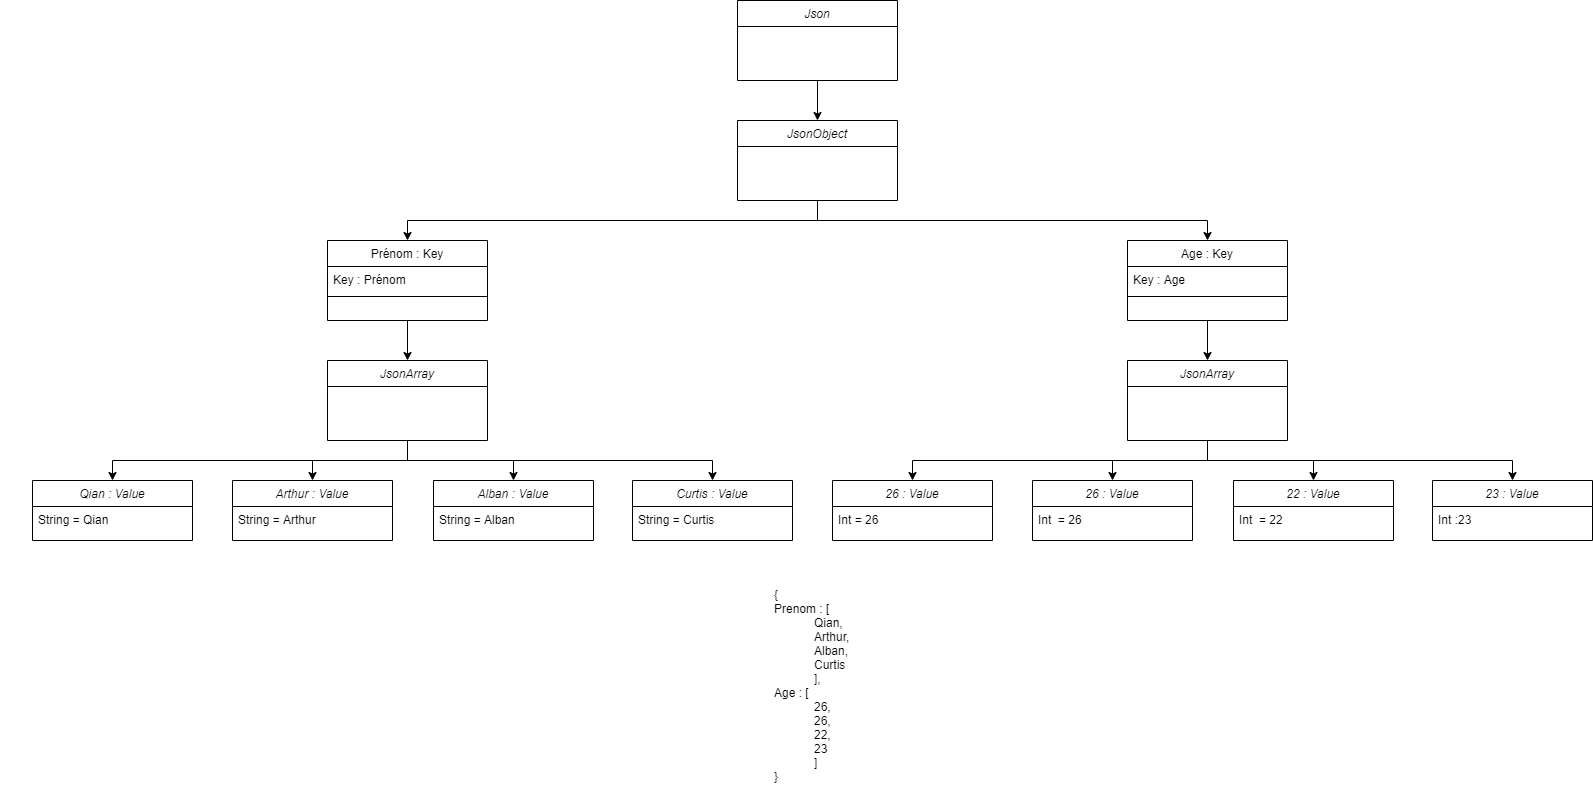 Json
JsonObject
Prénom : Key
Key : Prénom
Age : Key
Key : Age
JsonArray
JsonArray
Qian : Value
String = Qian
Arthur : Value
String = Arthur
Alban : Value
String = Alban
Curtis : Value
String = Curtis
26 : Value
Int = 26
26 : Value
Int  = 26
22 : Value
Int  = 22
23 : Value
Int :23
{
Prenom : [
Qian,
Arthur,
Alban,
Curtis
],
Age : [
26,
26,
22,
23
]
}